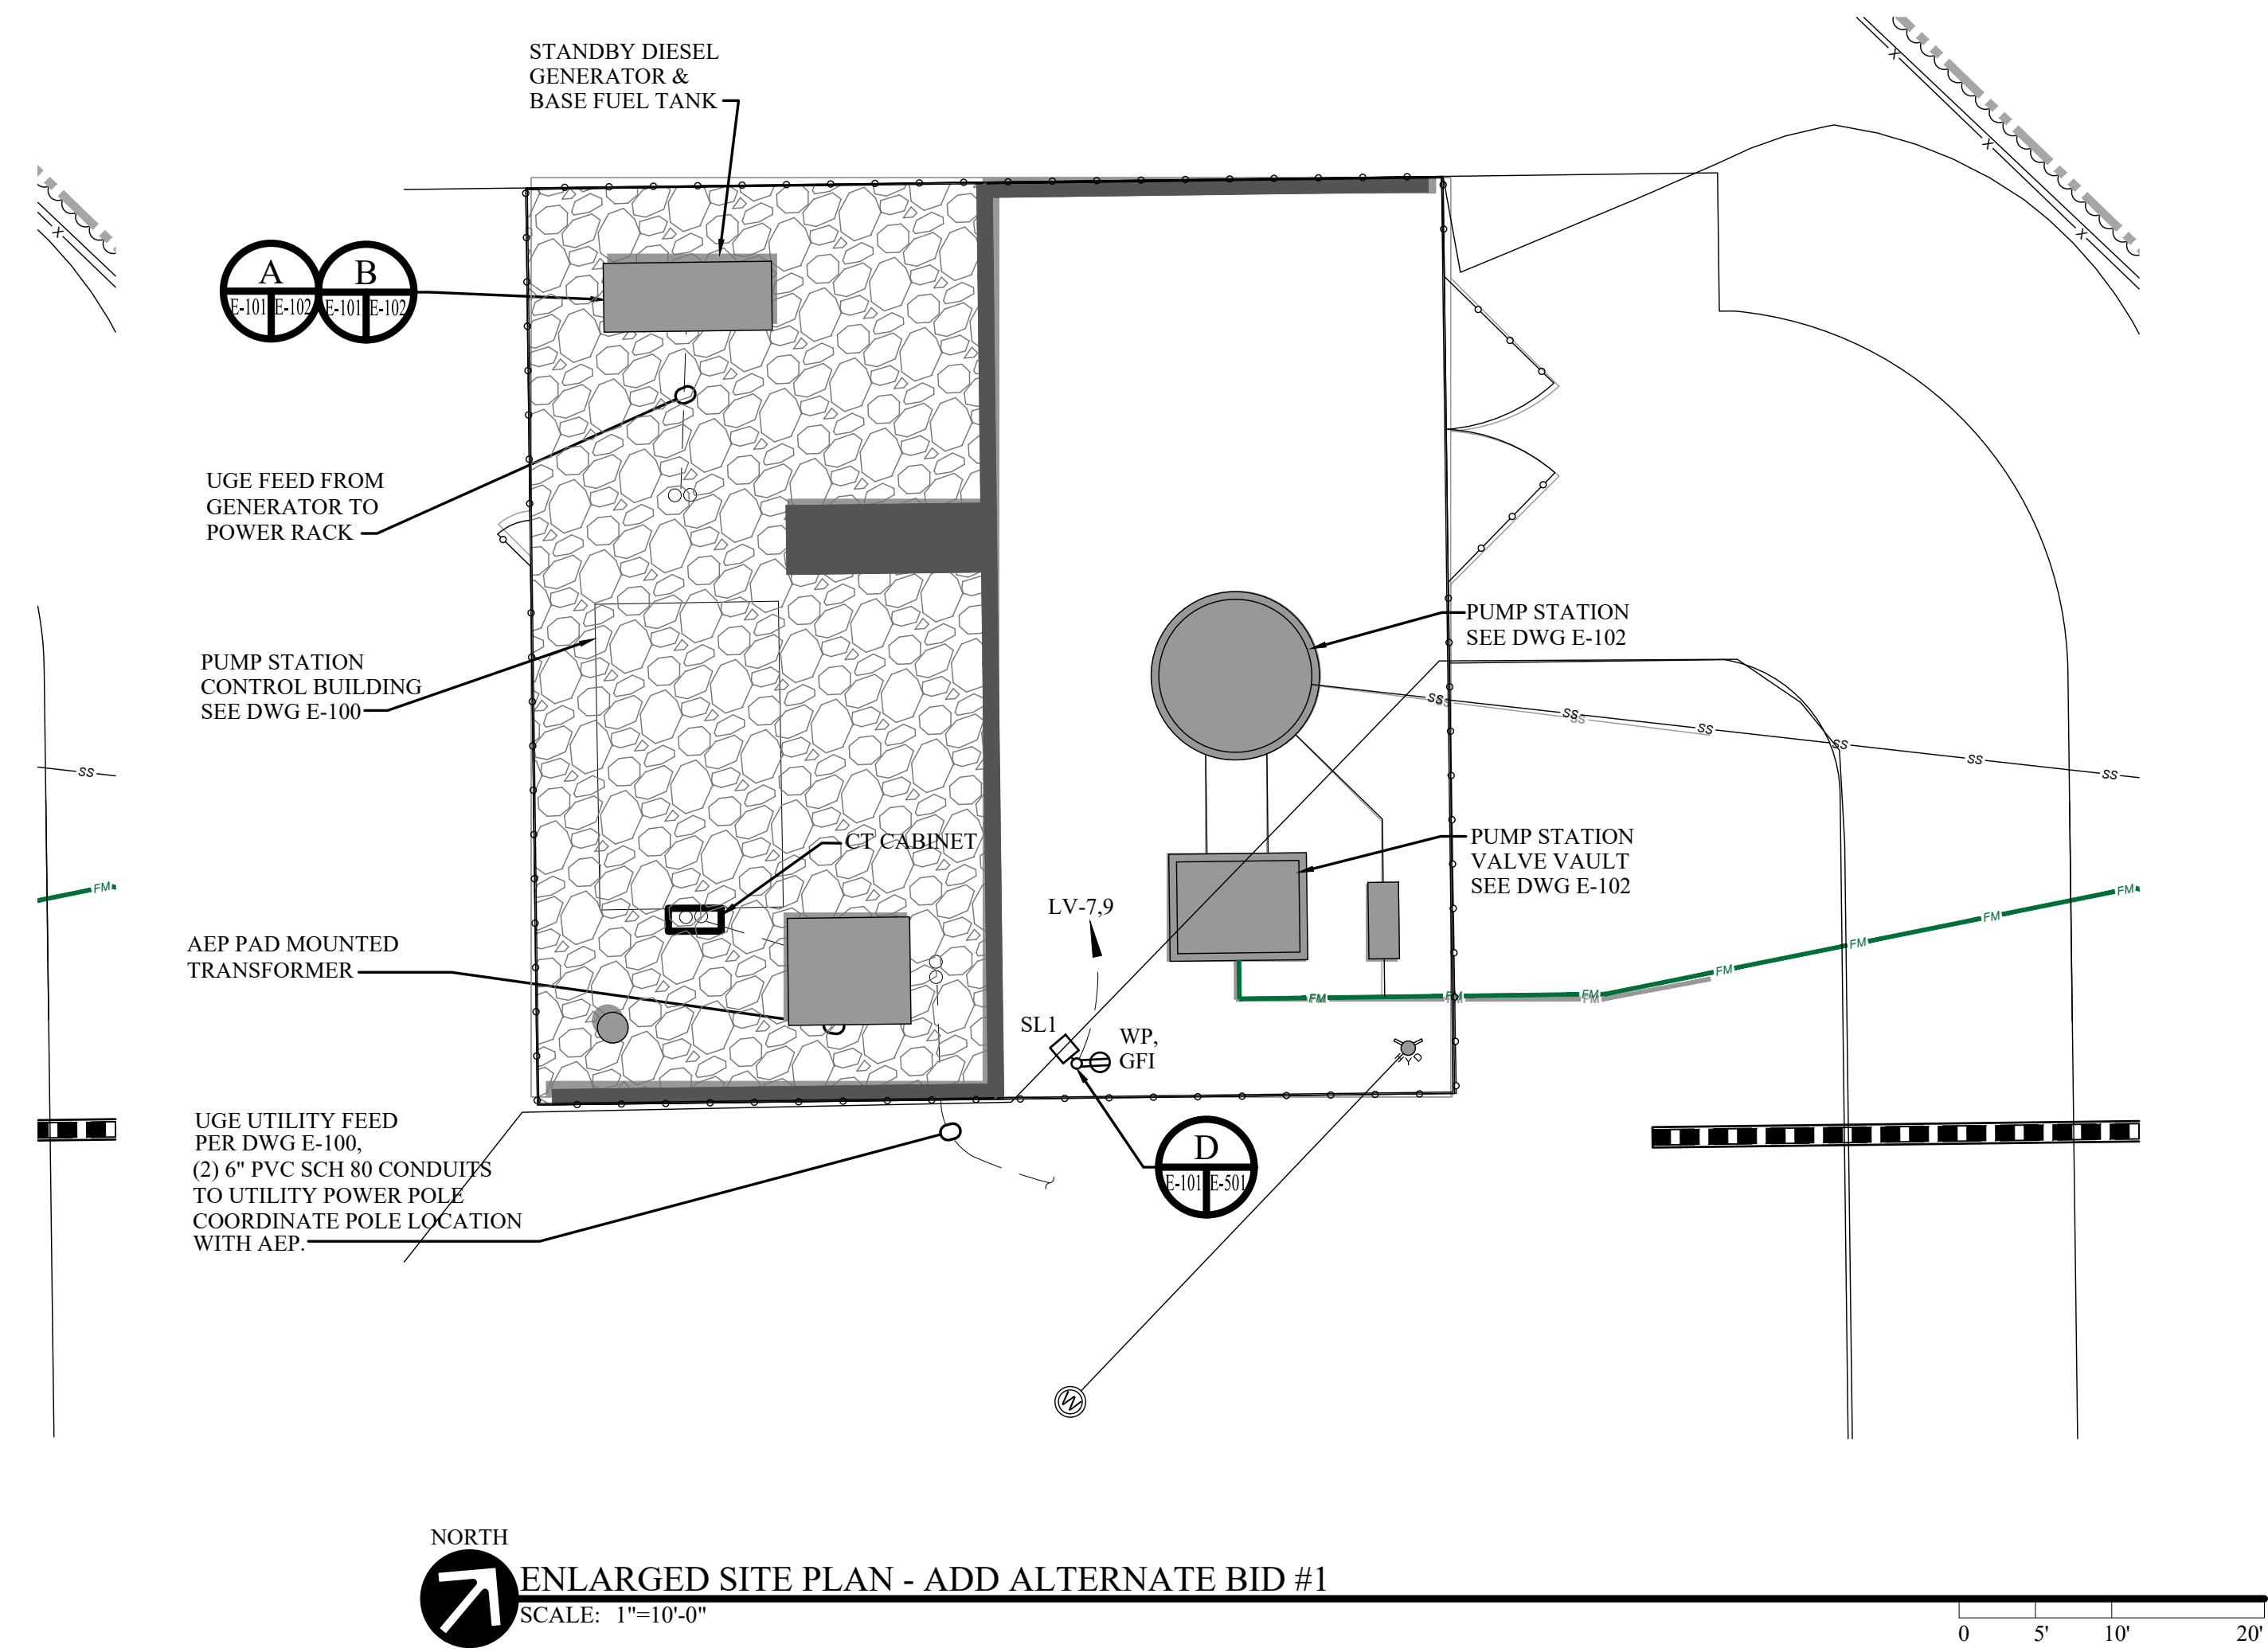 STANDBY DIESEL
GENERATOR &
BASE FUEL TANK
A
E-101 E-102
B
E-101 E-102
UGE FEED FROM
GENERATOR TO
POWER RACK
PUMP STATION
CONTROL BUILDING
SEE DWG E-100
AEP PAD MOUNTED
TRANSFORMER
UGE UTILITY FEED
PER DWG E-100,
(2) 6" PVC SCH 80 CONDUITS
TO UTILITY POWER POLE
COORDINATE POLE LOCATION
WITH AEP.
CT CABINET
LV-7,9
SL1
WP,
GFI
D
E-101 E-501
PUMP STATION
SEE DWG E-102
PUMP STATION
VALVE VAULT
SEE DWG E-102
X
X
X
X
SS
SS
SS
SS
SS
SS
SS
FM
FM
FM
FM
FM
FM
FM
FM
Y D
W
NORTH
ENLARGED SITE PLAN - ADD ALTERNATE BID #1
SCALE: 1"=10'-0"
0 5' 10' 20'